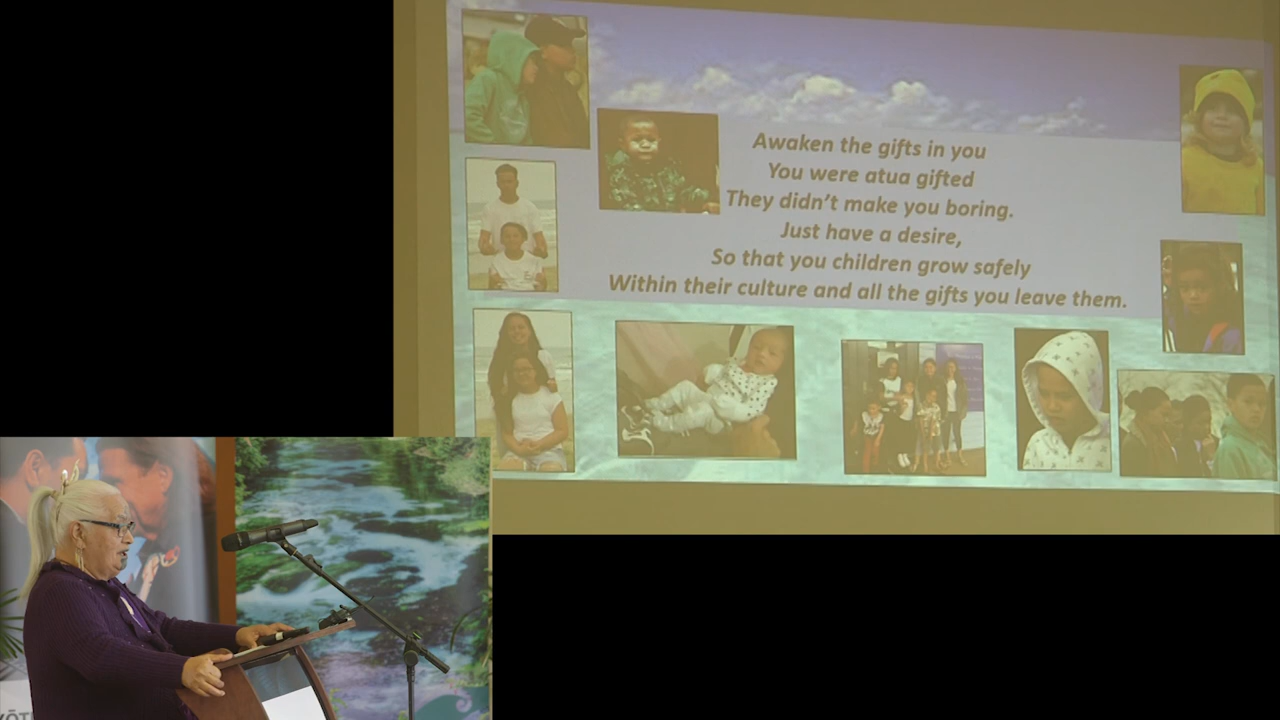 Awaken the gifts in you
You were atua gifted
They didn't make you boring.
Just have a desire,
So that you children grow safely
Within their culture and all the gifts you leave them.